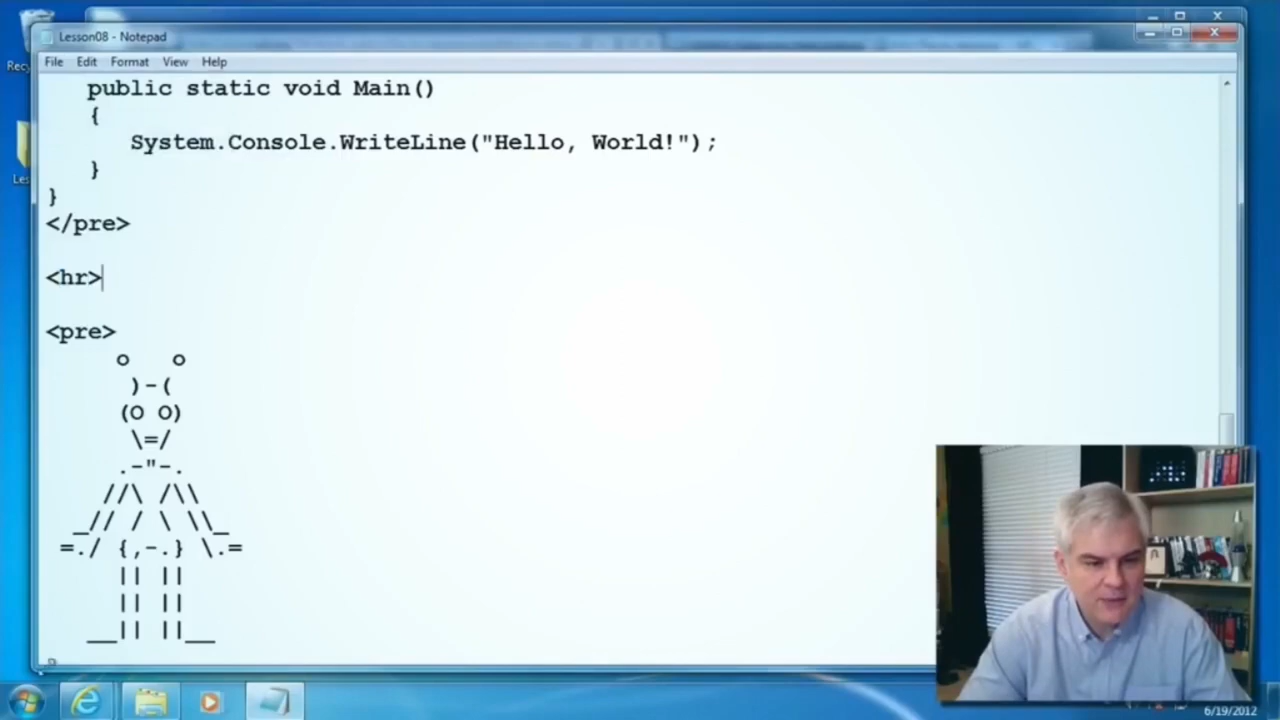 Lesson08 - Notepad
File Edit Format View Help
public static void Main()
{
System.Console.WriteLine("Hello, World!");
}
}
</pre>
<hr>
<pre>
o   o
)-(
(O O)
\=/
.-"-.
//\ /\\
_// / \ \\_
=./ {,-.} \.=
|| ||
|| ||
__|| ||__
6/19/2012